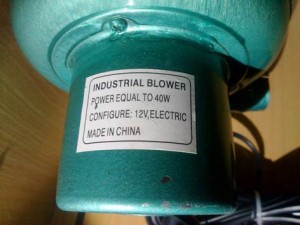 INDUSTRIAL BLOWER
POWER EQUAL TO 40W
CONFIGURE: 12V,ELECTRIC
MADE IN CHINA